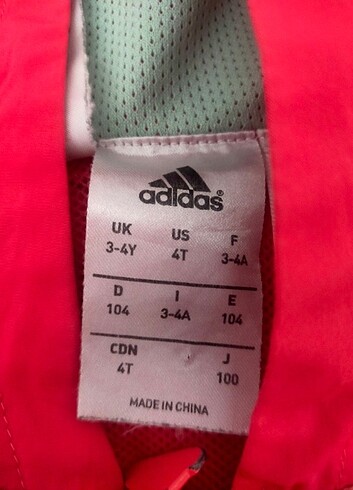 adidas®
UK US F
3-4Y 4T 3-4A
D I E
104 3-4A 104
CDN J
4T 100
MADE IN CHINA